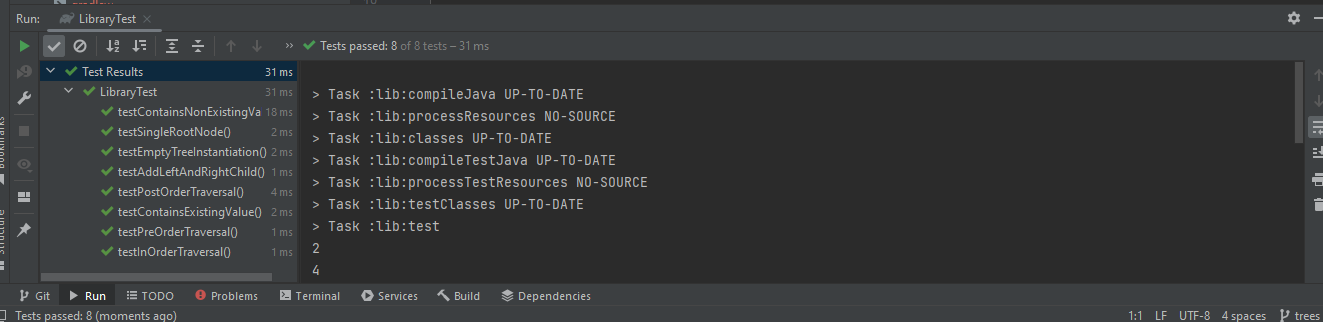 Run: LibraryTest
Tests passed: 8 of 8 tests – 31 ms
Test Results 31 ms
LibraryTest 31 ms
testContainsNonExistingVa 18 ms
testSingleRootNode() 2 ms
testEmptyTreeInstantiation() 2 ms
testAddLeftAndRightChild() 1 ms
testPostOrderTraversal() 4 ms
testContainsExistingValue() 2 ms
testPreOrderTraversal() 1 ms
testInOrderTraversal() 1 ms
> Task :lib:compileJava UP-TO-DATE
> Task :lib:processResources NO-SOURCE
> Task :lib:classes UP-TO-DATE
> Task :lib:compileTestJava UP-TO-DATE
> Task :lib:processTestResources NO-SOURCE
> Task :lib:testClasses UP-TO-DATE
> Task :lib:test
2
4
Git Run TODO Problems Terminal Services Build Dependencies
Tests passed: 8 (moments ago) 1:1 LF UTF-8 4 spaces trees